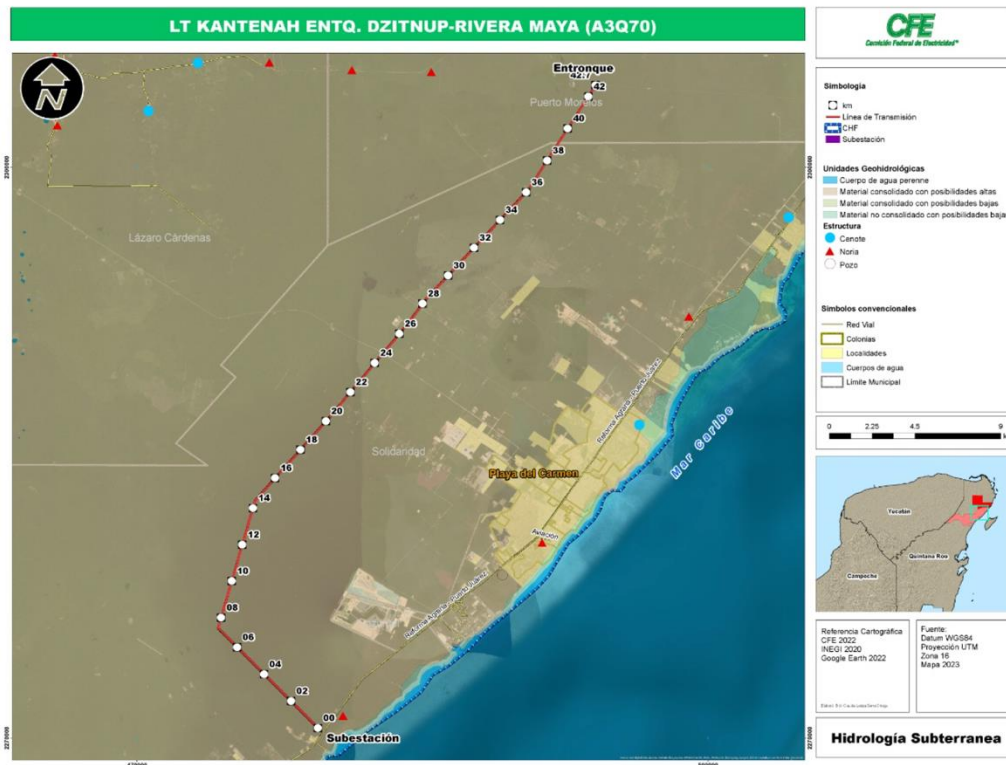 LT KANTENAH ENTQ. DZITNUP-RIVERA MAYA (A3Q70)
CFE
Comisión Federal de Electricidad
N
Entronque
42.7
42
Puerto Morelos
40
38
36
34
32
30
28
26
24
22
20
18
16
14
12
10
08
06
04
02
00
Subestación
Lázaro Cárdenas
Solidaridad
Playa del Carmen
Aviación
Mar Caribe
2300000
2270000
2300000
2270000
Simbología
km
Línea de Transmisión
CHF
Subestación
Unidades Geohidrológicas
Cuerpo de agua perenne
Material consolidado con posibilidades altas
Material consolidado con posibilidades bajas
Material no consolidado con posibilidades bajas
Estructura
Cenote
Noria
Pozo
Símbolos convencionales
Red Vial
Colonias
Localidades
Cuerpos de agua
Límite Municipal
0 2.25 4.5 9
Yucatán
Quintana Roo
Campeche
Referencia Cartográfica
CFE 2022
INEGI 2020
Google Earth 2022
Fuente:
Datum WGS84
Proyección UTM
Zona 16
Mapa 2023
Hidrología Subterranea